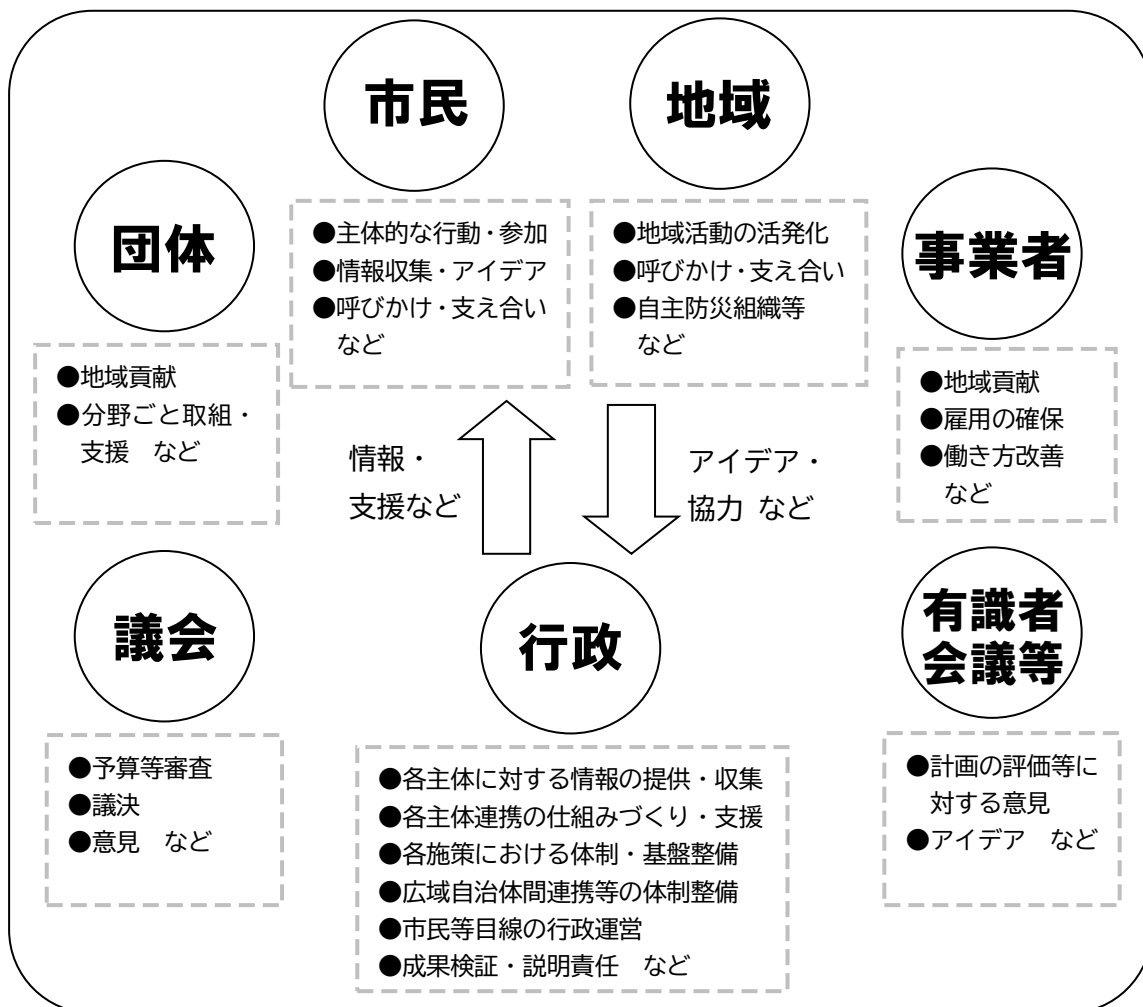 市民
●主体的な行動・参加
●情報収集・アイデア
●呼びかけ・支え合い
など
地域
●地域活動の活発化
●呼びかけ・支え合い
●自主防災組織等
など
団体
●地域貢献
●分野ごと取組・
支援　など
事業者
●地域貢献
●雇用の確保
●働き方改善
など
情報・
支援など
アイデア・
協力 など
議会
●予算等審査
●議決
●意見　など
行政
●各主体に対する情報の提供・収集
●各主体連携の仕組みづくり・支援
●各施策における体制・基盤整備
●広域自治体間連携等の体制整備
●市民等目線の行政運営
●成果検証・説明責任　など
有識者
会議等
●計画の評価等に
対する意見
●アイデア　など